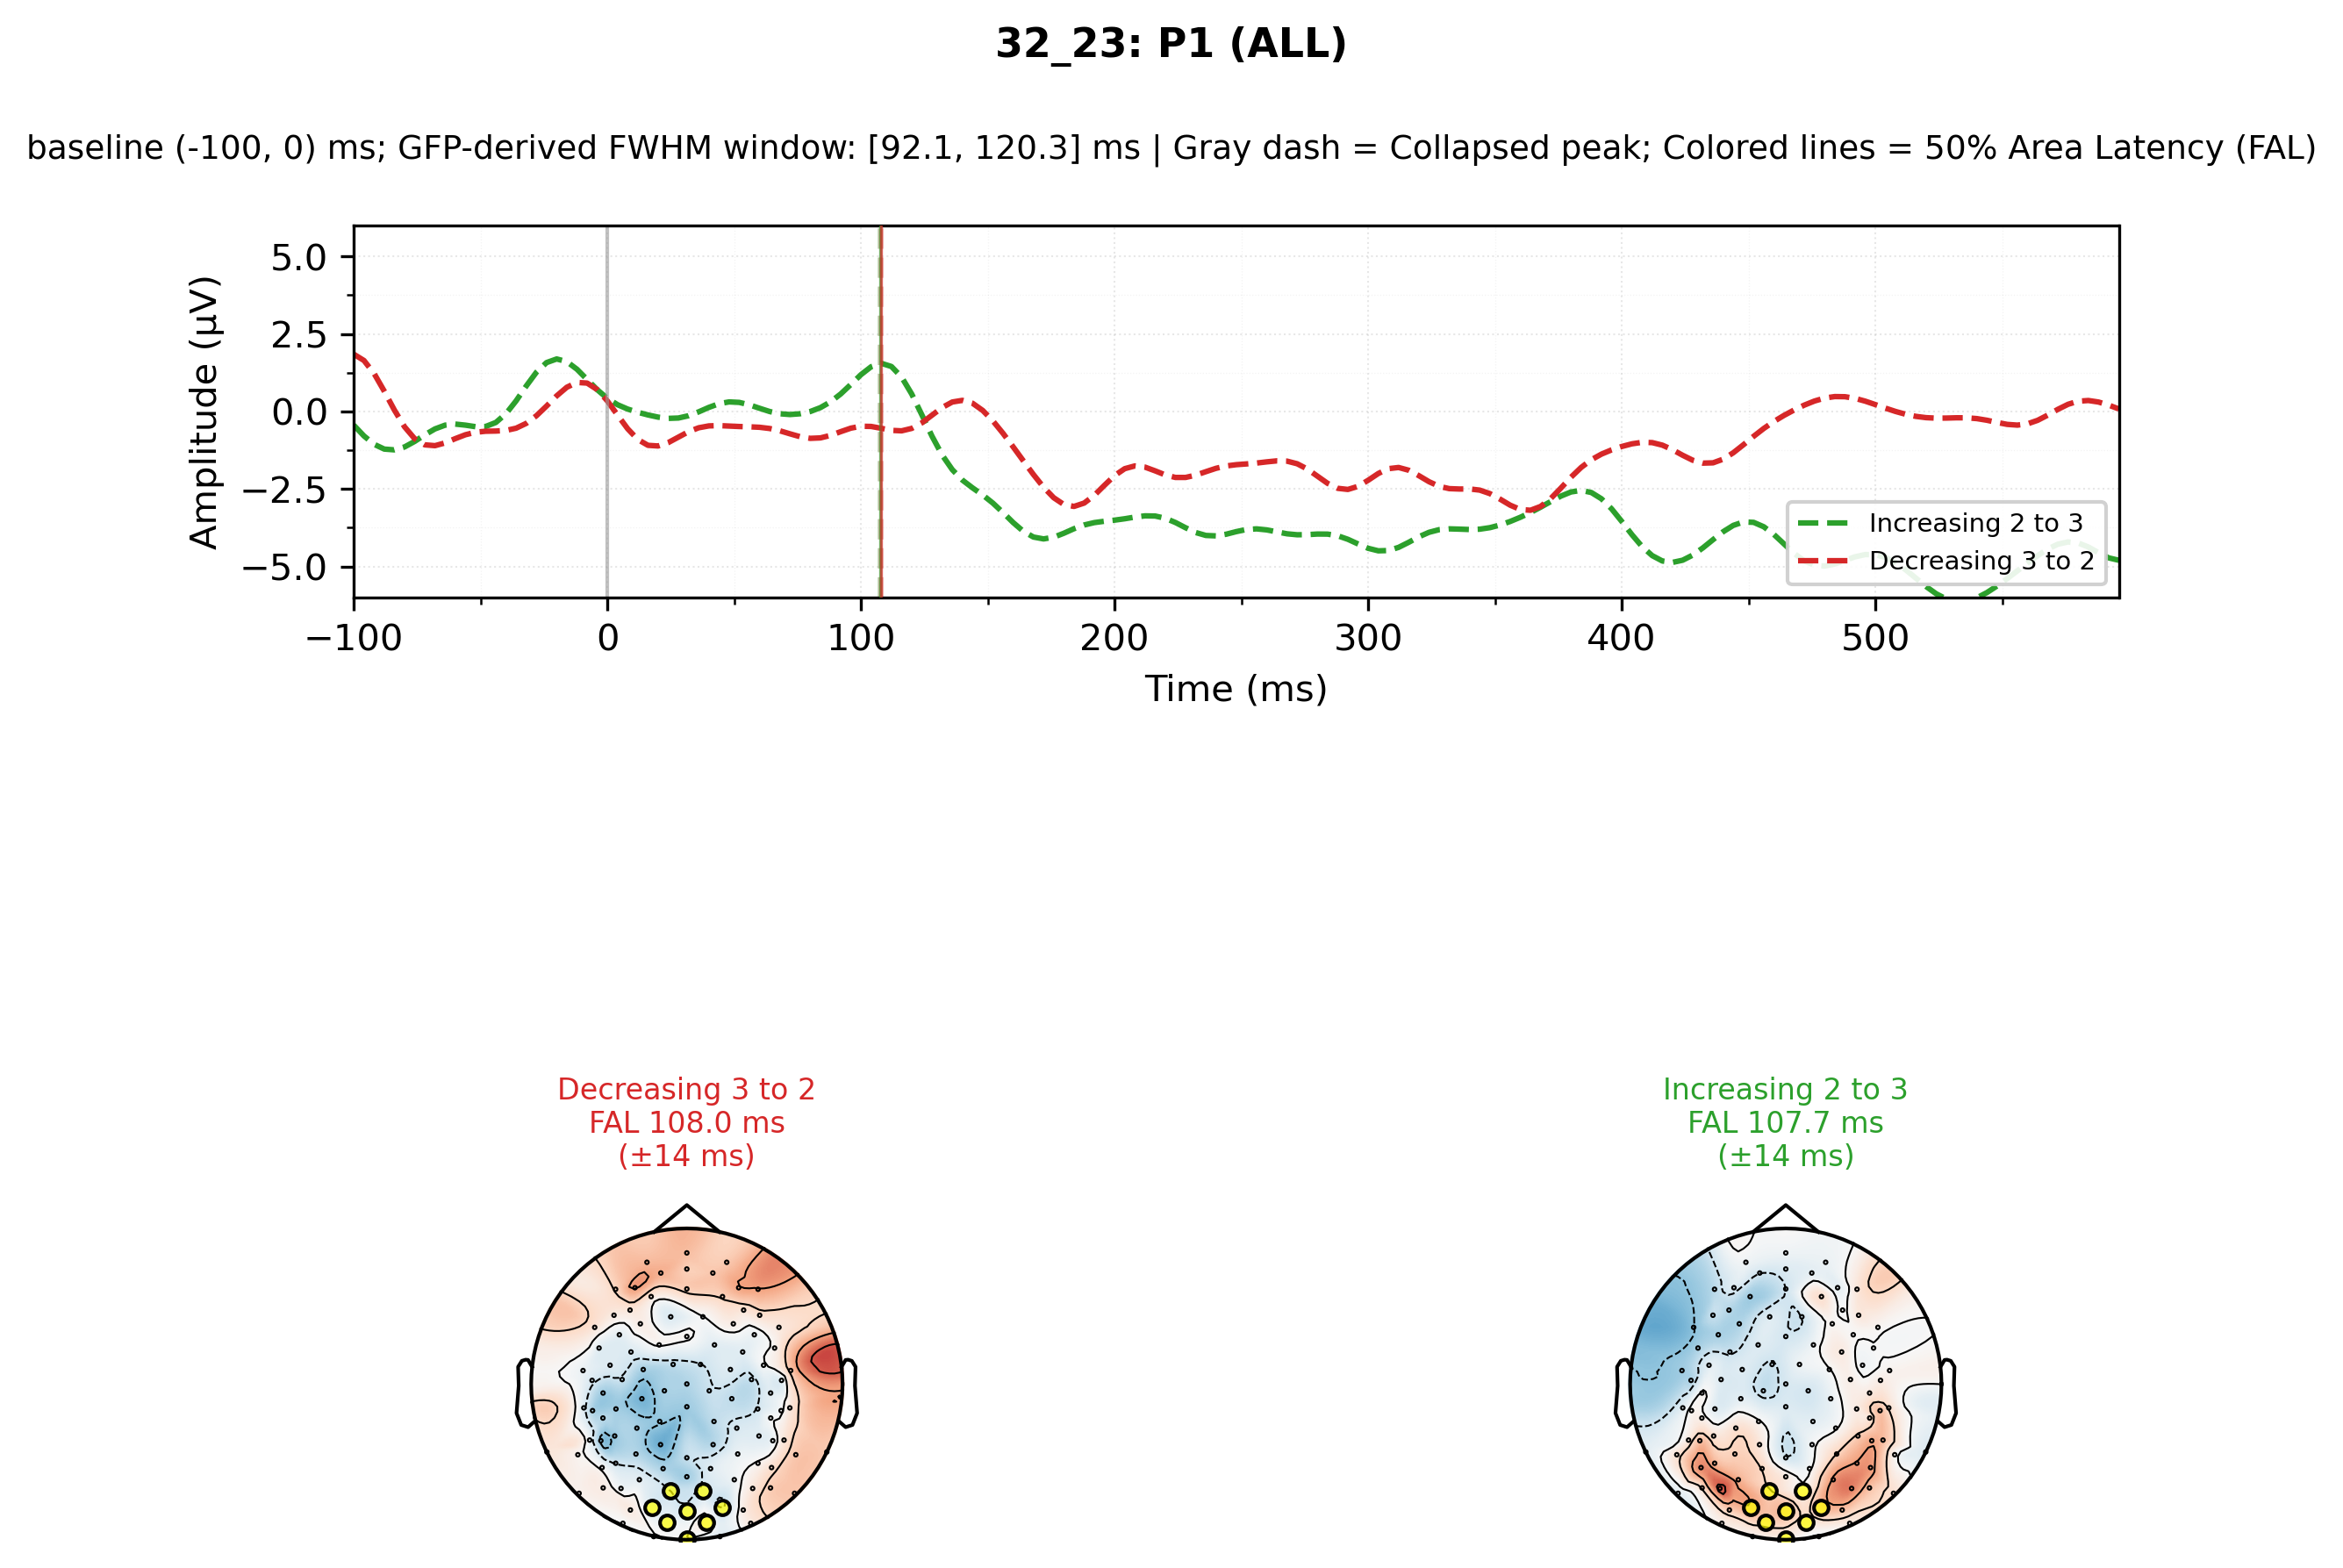 32_23: P1 (ALL)
baseline (-100, 0) ms; GFP-derived FWHM window: [92.1, 120.3] ms | Gray dash = Collapsed peak; Colored lines = 50% Area Latency (FAL)
Amplitude (µV)
5.0
2.5
0.0
−2.5
−5.0
Increasing 2 to 3
Decreasing 3 to 2
−100 0 100 200 300 400 500
Time (ms)
Decreasing 3 to 2
FAL 108.0 ms
(±14 ms)
Increasing 2 to 3
FAL 107.7 ms
(±14 ms)